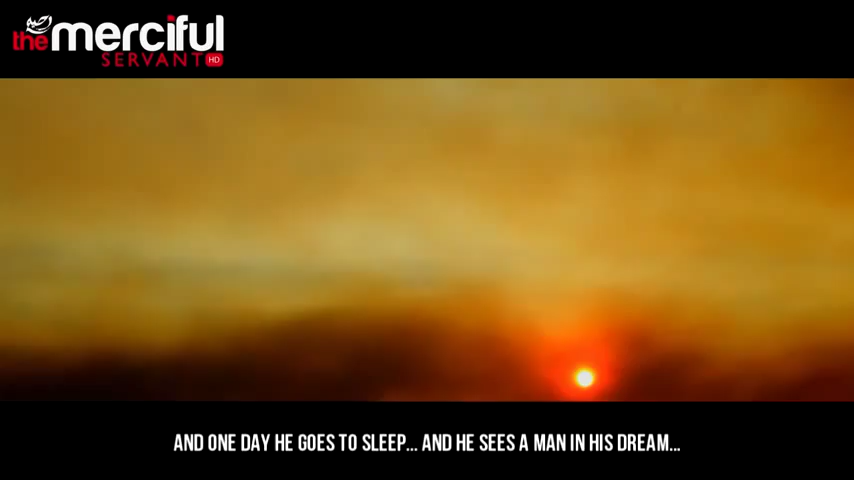 the merciful
SERVANT HD
AND ONE DAY HE GOES TO SLEEP... AND HE SEES A MAN IN HIS DREAM...